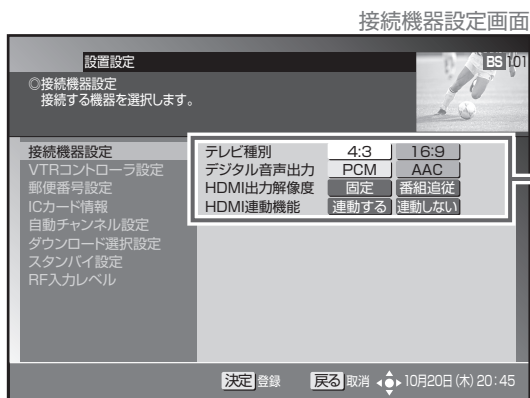 接続機器設定画面
設置設定
BS 101
◎接続機器設定
接続する機器を選択します。
接続機器設定
VTRコントローラ設定
郵便番号設定
ICカード情報
自動チャンネル設定
ダウンロード選択設定
スタンバイ設定
RF入力レベル
テレビ種別 4:3 16:9
デジタル音声出力 PCM AAC
HDMI出力解像度 固定 番組追従
HDMI連動機能 連動する 連動しない
決定 登録 戻る 取消 10月20日(木) 20:45